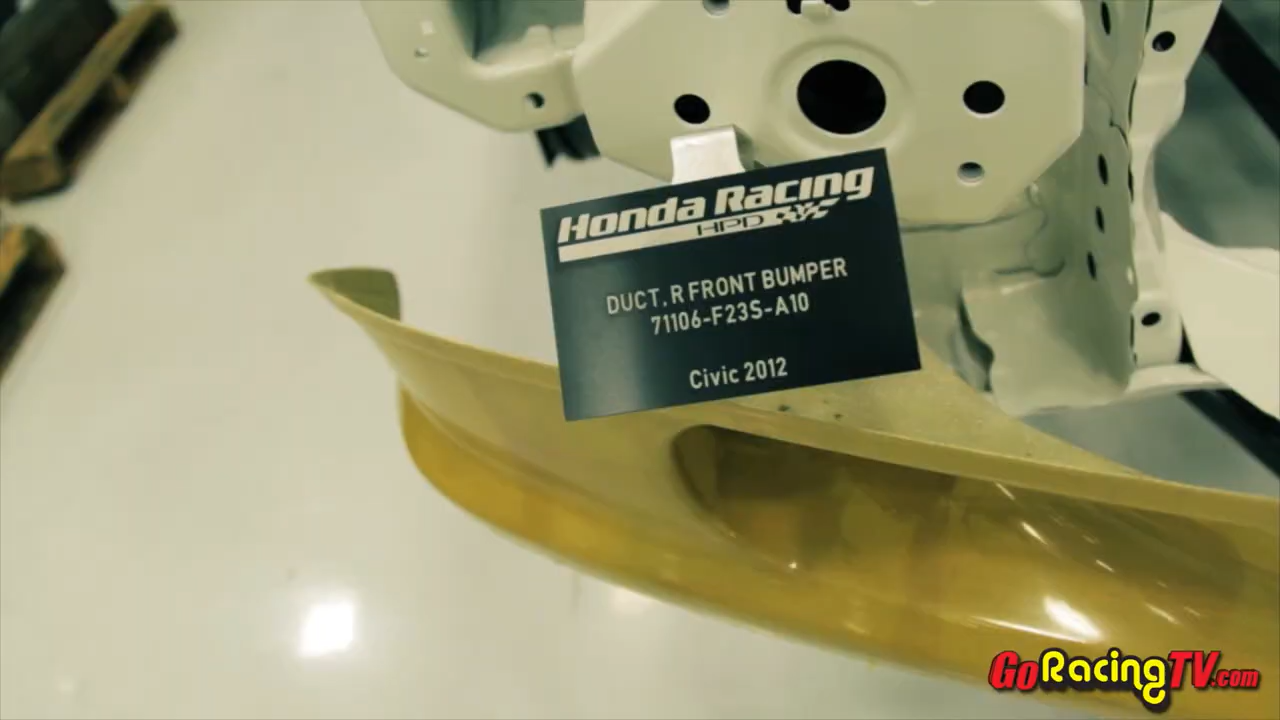 Honda Racing
HPD
DUCT, R FRONT BUMPER
71106-F23S-A10
Civic 2012
GoRacingTV.com